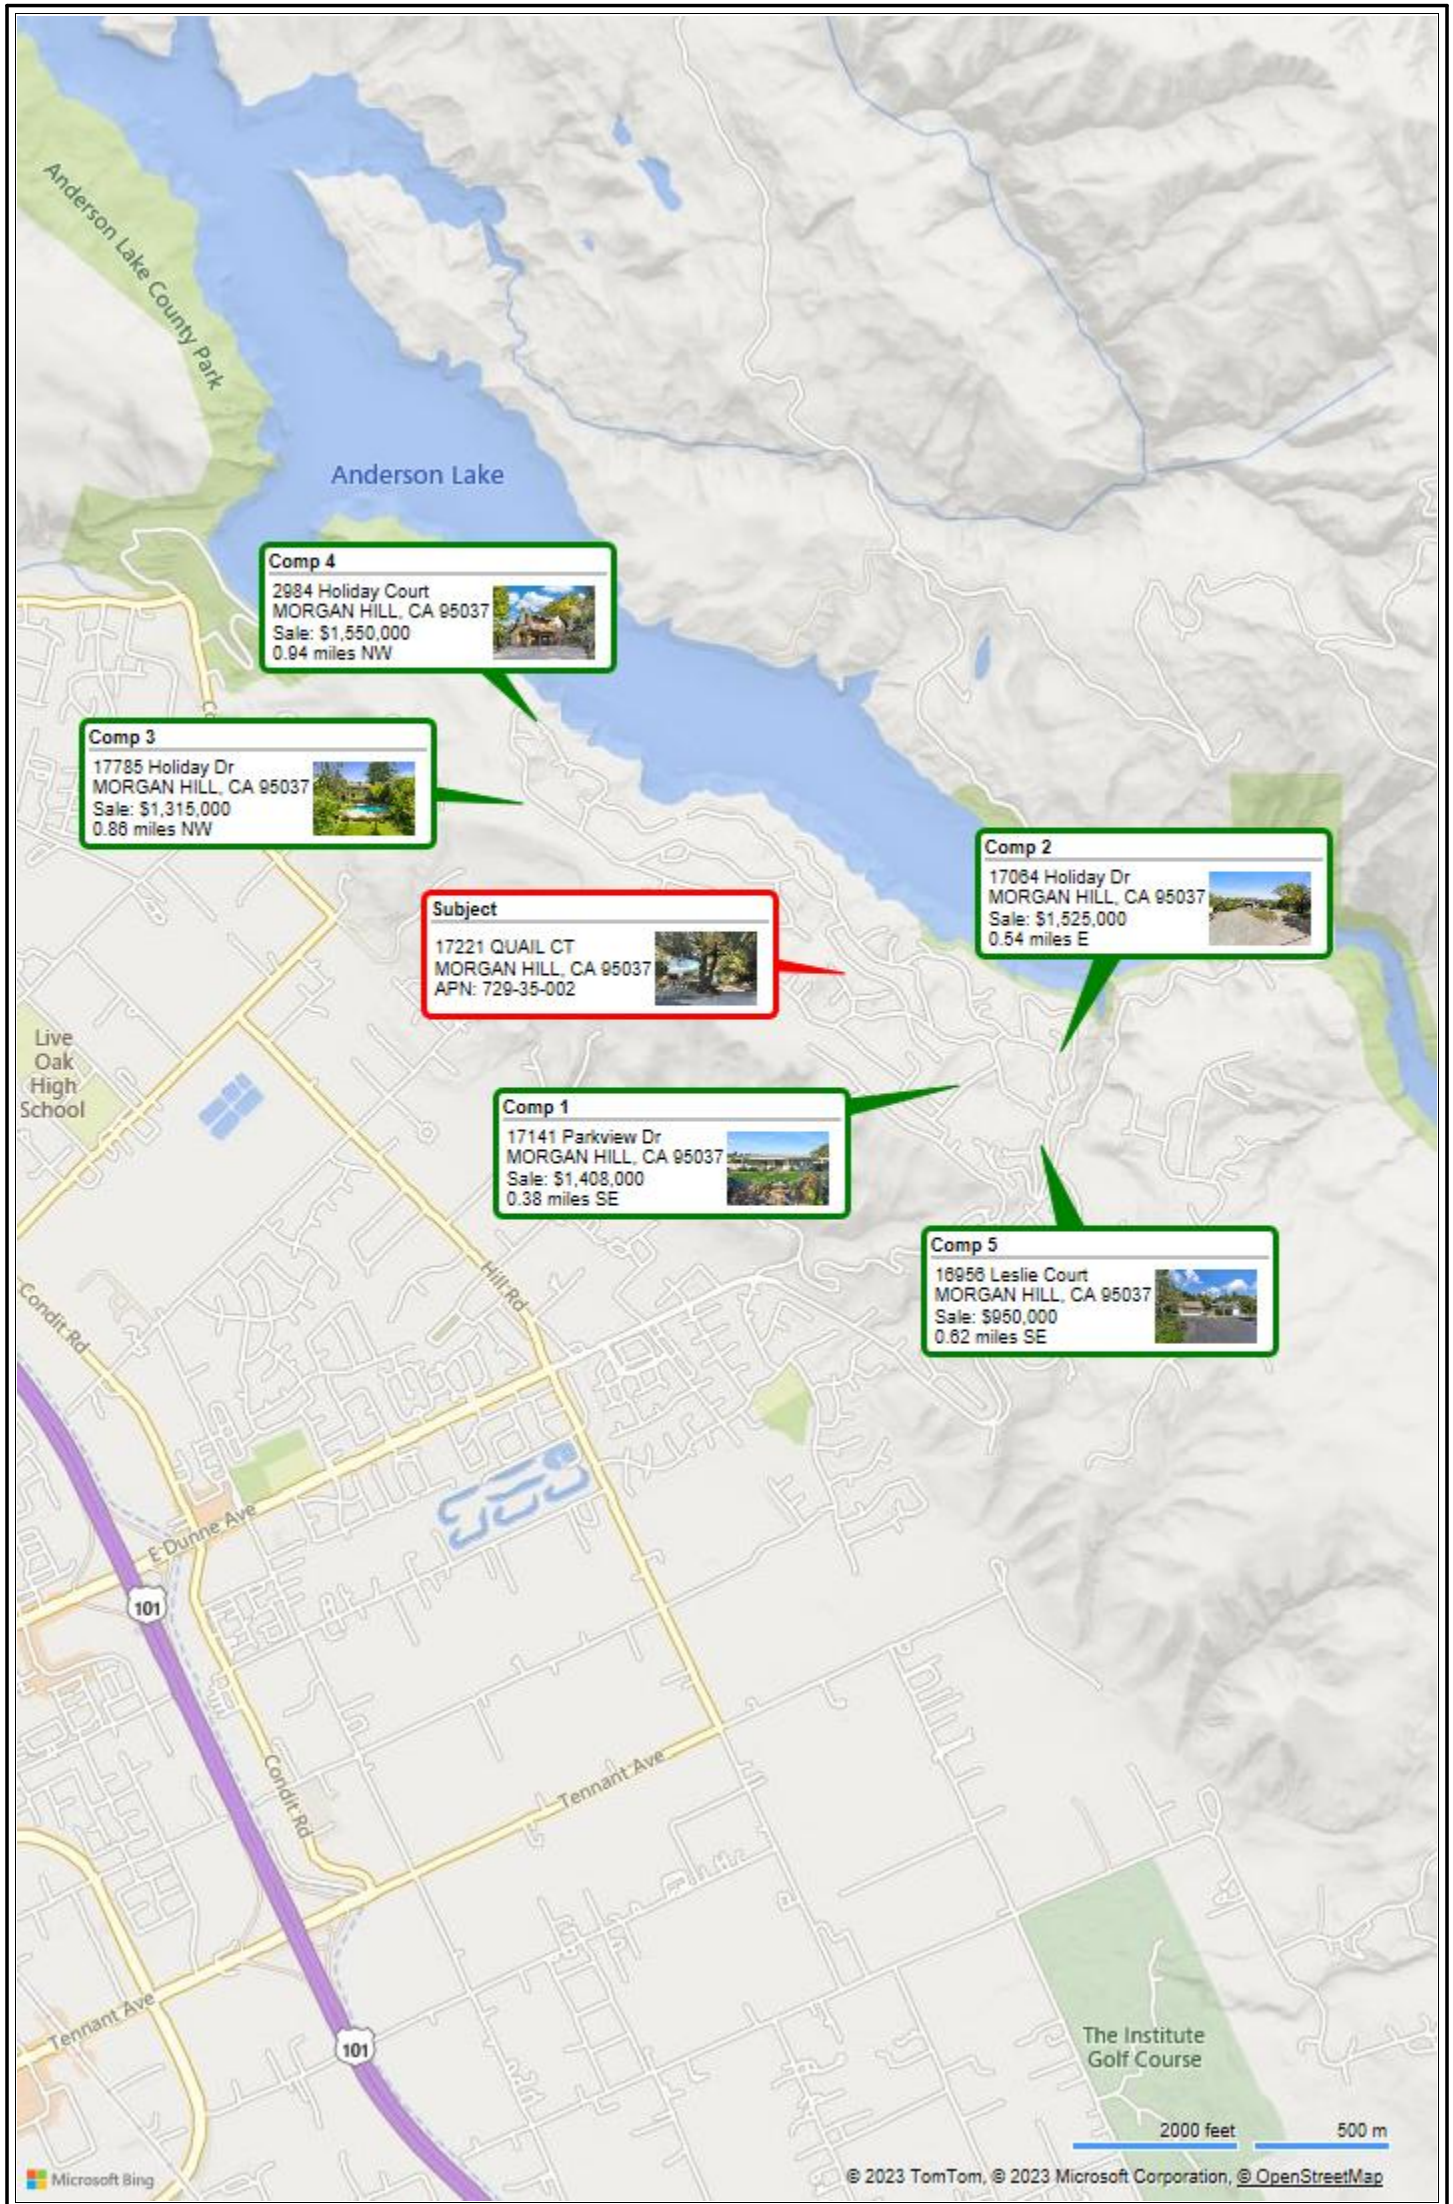 Anderson Lake County Park
Anderson Lake
Comp 4
2984 Holiday Court
MORGAN HILL, CA 95037
Sale: $1,550,000
0.94 miles NW
Co
Comp 3
17785 Holiday Dr
MORGAN HILL, CA 95037
Sale: $1,315,000
0.86 miles NW
Comp 2
17064 Holiday Dr
MORGAN HILL, CA 95037
Sale: $1,525,000
0.54 miles E
Subject
17221 QUAIL CT
MORGAN HILL, CA 95037
APN: 729-35-002
Live
Oak
High
School
Comp 1
17141 Parkview Dr
MORGAN HILL, CA 95037
Sale: $1,408,000
0.38 miles SE
Comp 5
16956 Leslie Court
MORGAN HILL, CA 95037
Sale: $950,000
0.62 miles SE
Hill Rd
Condit Rd
E Dunne Ave
101
Condit Rd
Tennant Ave
Tennant Ave
101
The Institute
Golf Course
2000 feet
500 m
Microsoft Bing
© 2023 TomTom, © 2023 Microsoft Corporation, © OpenStreetMap